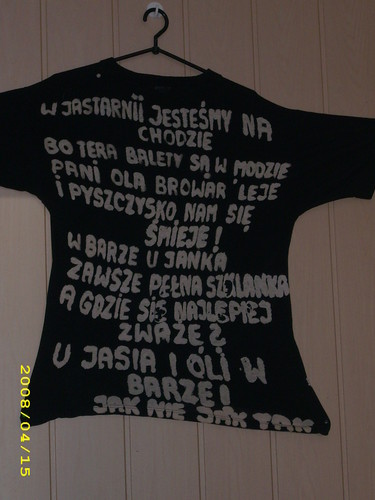 W JASTARNII JESTEŚMY NA
CHODZIE
BO TERA BALETY SĄ W MODZIE
PANI OLA BROWAR LEJE
I PYSZCZYSKO NAM SIĘ
ŚMIEJE!
W BARZE U JANKA
ZAWSZE PEŁNA SZKLANKA
A GDZIE SIĘ NAJLEPIEJ
ZWAŻĘ?
U JASIA I OLI W
BARZE!
JAK NIE JAK TAK
2008/04/15